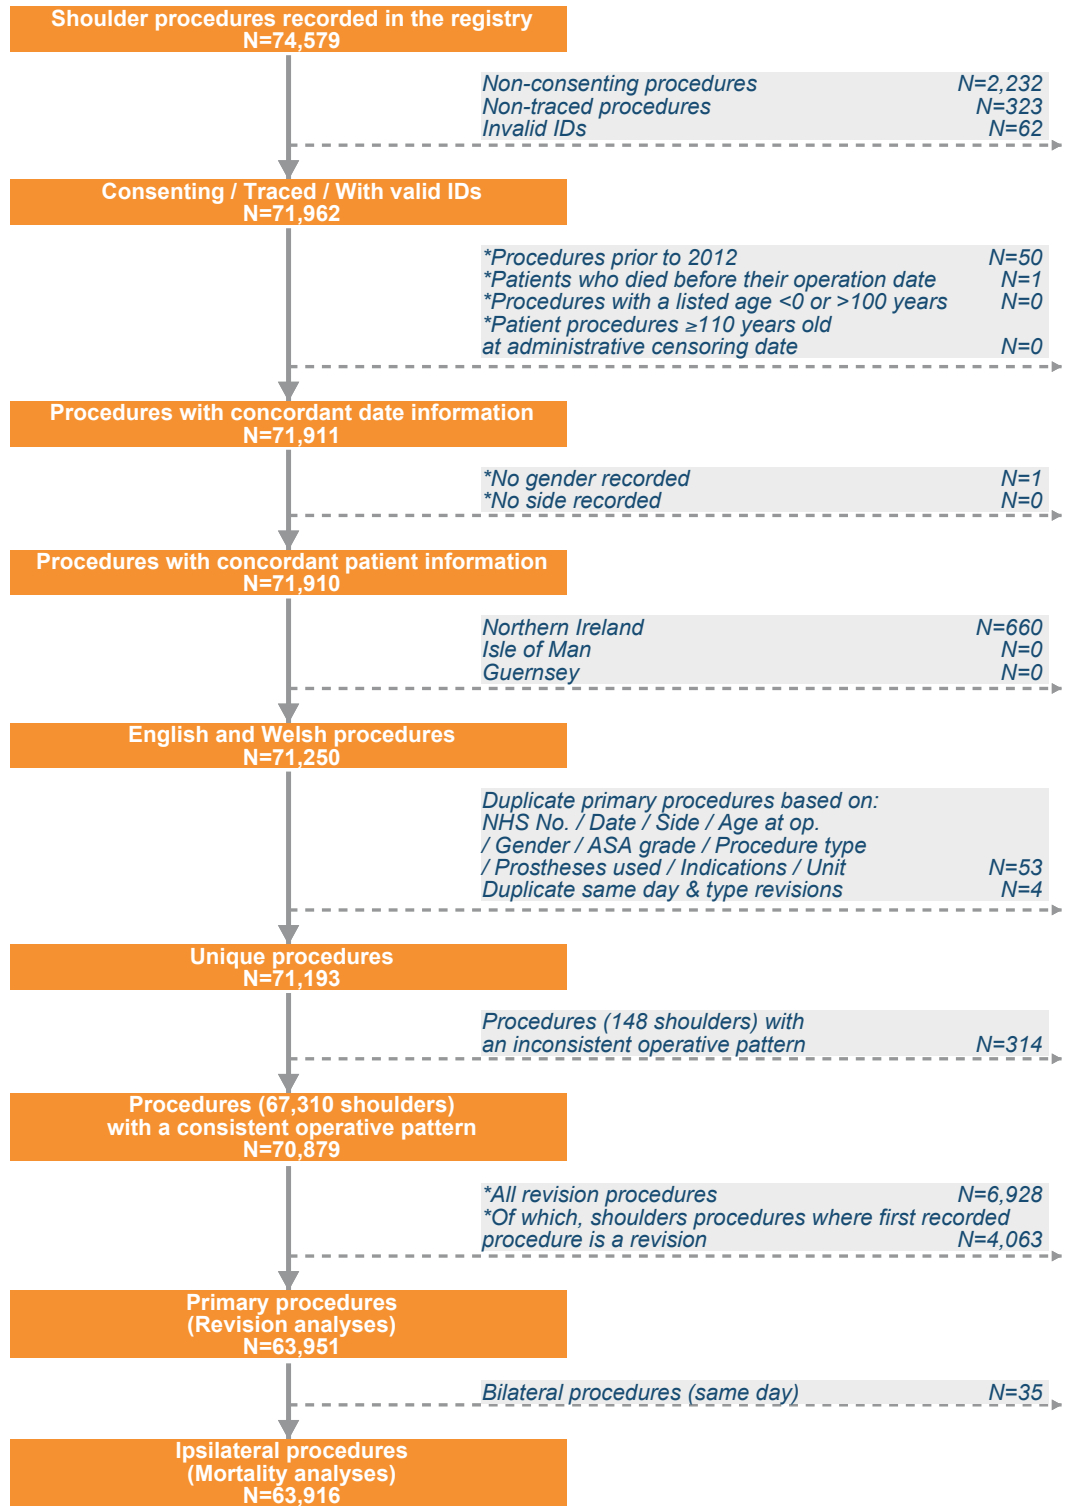 Shoulder procedures recorded in the registry
N=74,579
Non-consenting procedures N=2,232
Non-traced procedures N=323
Invalid IDs N=62
Consenting / Traced / With valid IDs
N=71,962
*Procedures prior to 2012 N=50
*Patients who died before their operation date N=1
*Procedures with a listed age <0 or >100 years N=0
*Patient procedures ≥110 years old
at administrative censoring date N=0
Procedures with concordant date information
N=71,911
*No gender recorded N=1
*No side recorded N=0
Procedures with concordant patient information
N=71,910
Northern Ireland N=660
Isle of Man N=0
Guernsey N=0
English and Welsh procedures
N=71,250
Duplicate primary procedures based on:
NHS No. / Date / Side / Age at op.
/ Gender / ASA grade / Procedure type
/ Prostheses used / Indications / Unit N=53
Duplicate same day & type revisions N=4
Unique procedures
N=71,193
Procedures (148 shoulders) with
an inconsistent operative pattern N=314
Procedures (67,310 shoulders)
with a consistent operative pattern
N=70,879
*All revision procedures N=6,928
*Of which, shoulders procedures where first recorded
procedure is a revision N=4,063
Primary procedures
(Revision analyses)
N=63,951
Bilateral procedures (same day) N=35
Ipsilateral procedures
(Mortality analyses)
N=63,916